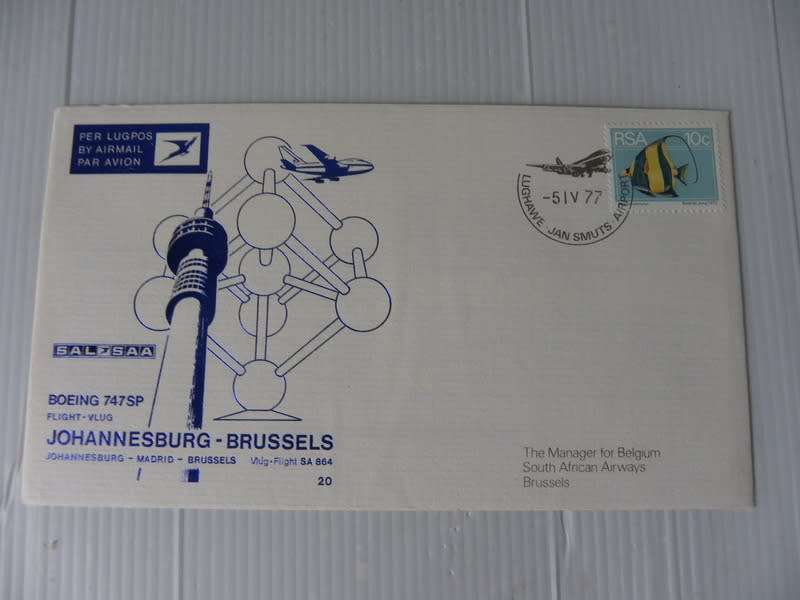 PER LUGPOS
BY AIRMAIL
PAR AVION
RSA 10c
-5 IV 77
LUGHAWE JAN SMUTS AIRPORT
SAL SAA
BOEING 747SP
FLIGHT-VLUG
JOHANNESBURG - BRUSSELS
JOHANNESBURG - MADRID - BRUSSELS Vlug-Flight SA 864
20
The Manager for Belgium
South African Airways
Brussels